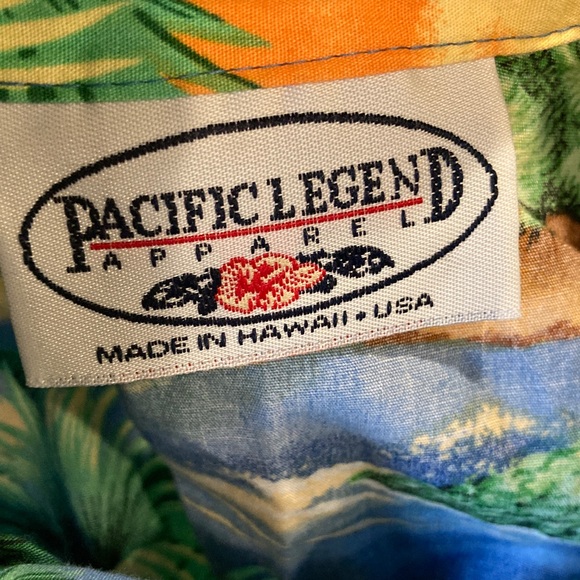 PACIFIC LEGEND
APPAREL
MADE IN HAWAII • USA